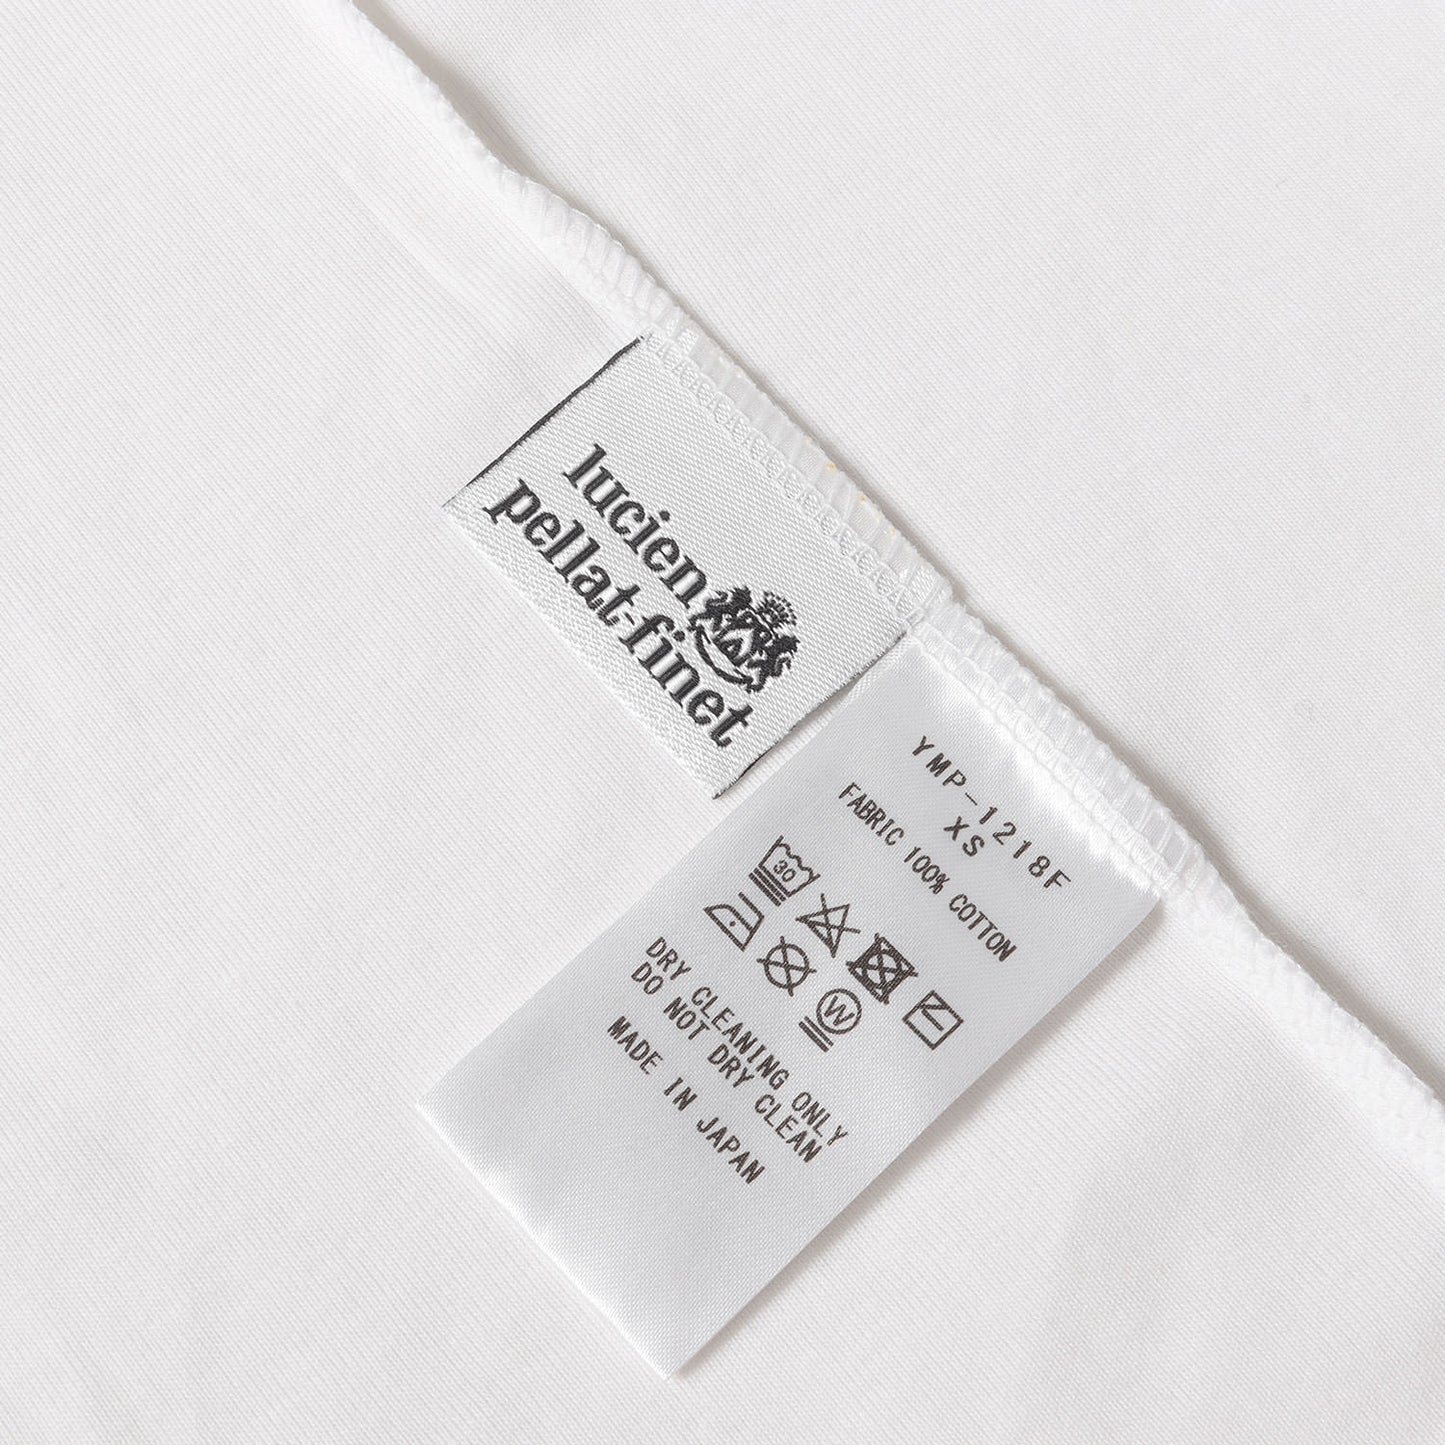 lucien
pellat-finet
YMP-1218F
XS
FABRIC 100% COTTON
30
W
DRY CLEANING ONLY
DO NOT DRY CLEAN
MADE IN JAPAN